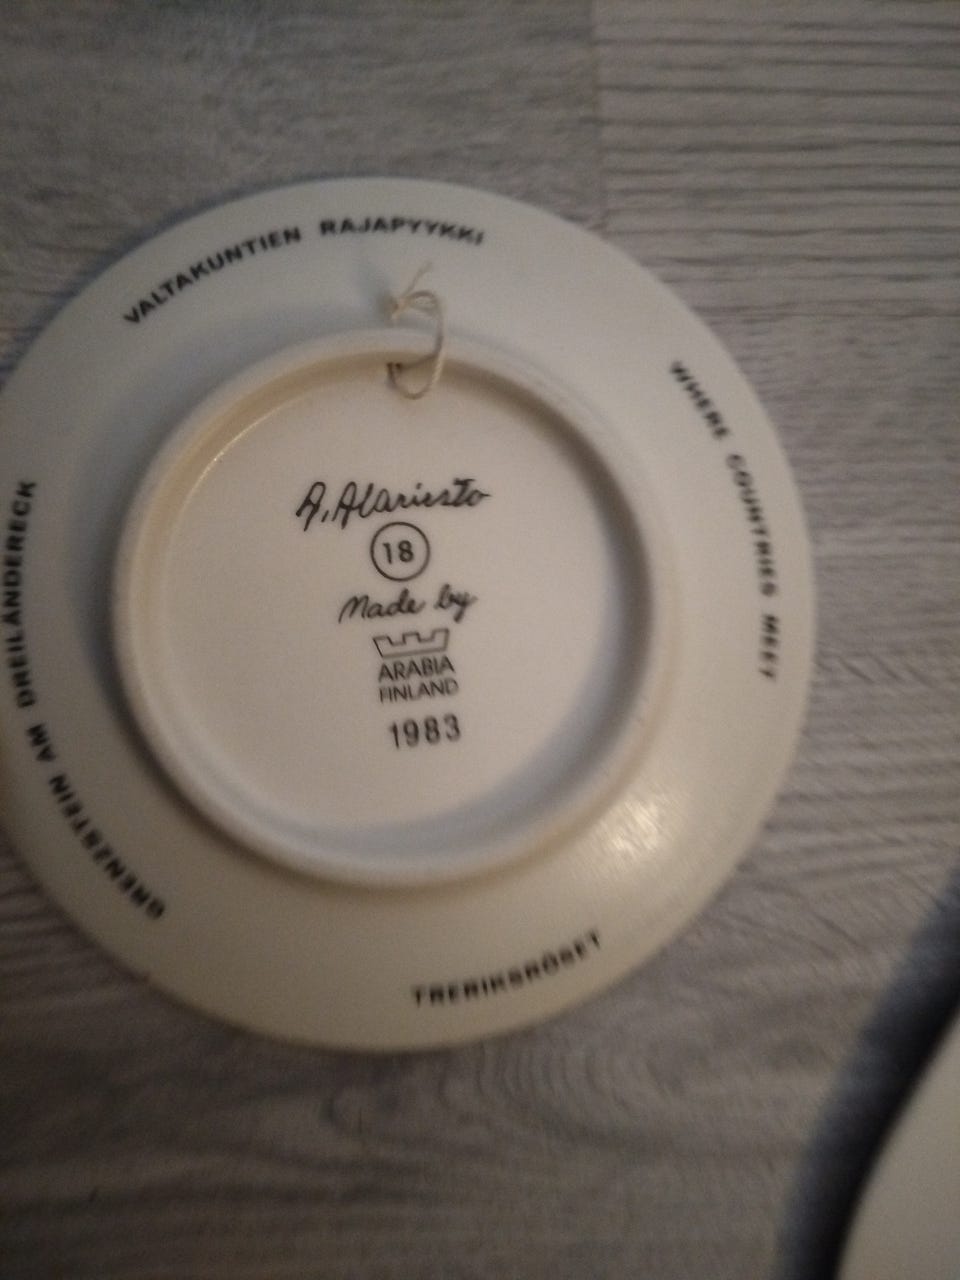 VALTAKUNTIEN RAJAPYYKKI
WHERE COUNTRIES MEET
TRERIKSRÖSET
GRENZSTEIN AM DREILÄNDERECK
A. Alariesto
18
Made by
ARABIA
FINLAND
1983